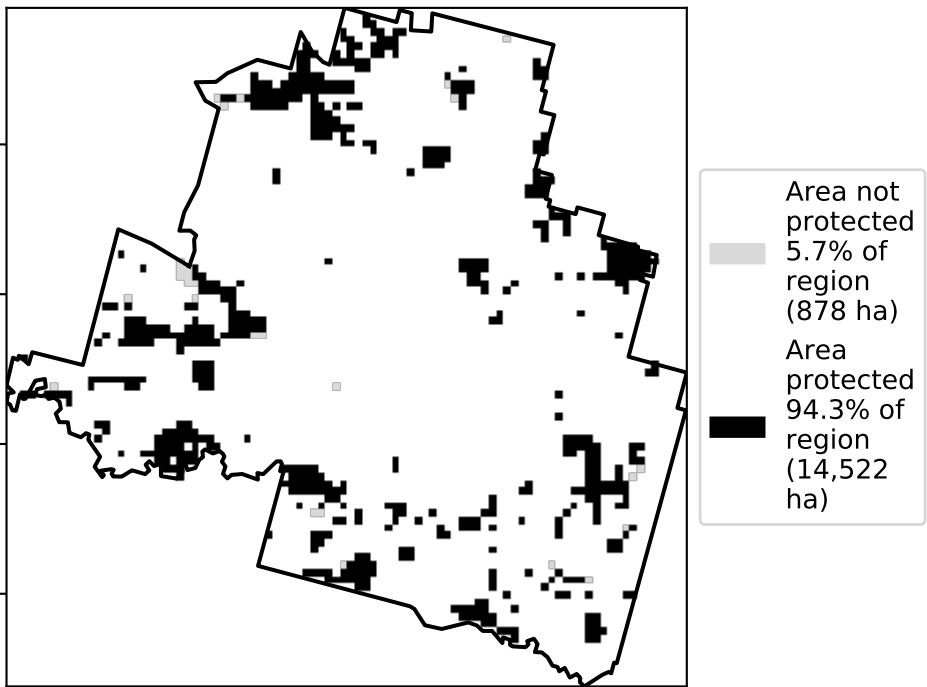 Area not
protected
5.7% of
region
(878 ha)
Area
protected
94.3% of
region
(14,522
ha)